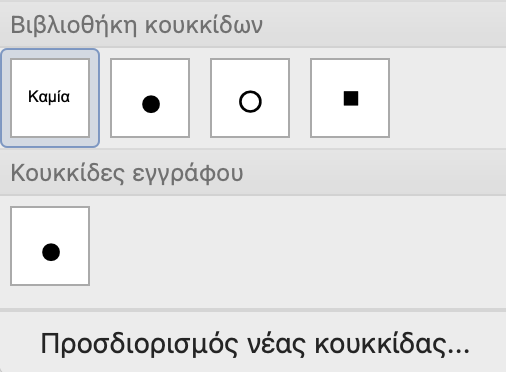 Βιβλιοθήκη κουκκίδων
Καμία
Κουκκίδες εγγράφου
Προσδιορισμός νέας κουκκίδας...